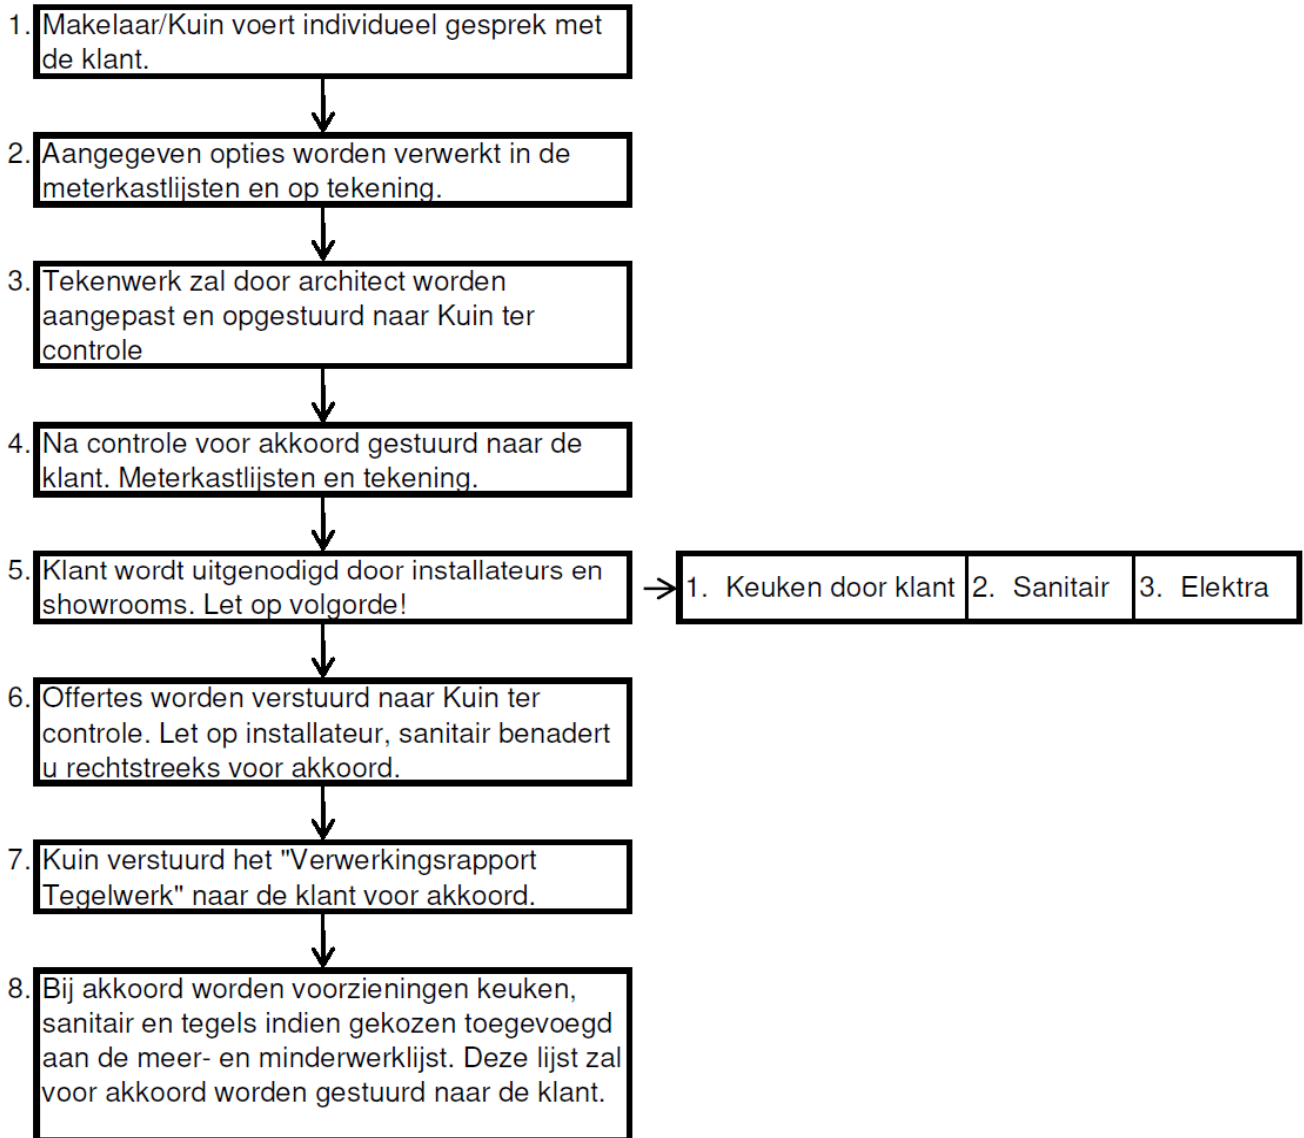 1. Makelaar/Kuin voert individueel gesprek met
de klant.
2. Aangegeven opties worden verwerkt in de
meterkastlijsten en op tekening.
3. Tekenwerk zal door architect worden
aangepast en opgestuurd naar Kuin ter
controle
4. Na controle voor akkoord gestuurd naar de
klant. Meterkastlijsten en tekening.
5. Klant wordt uitgenodigd door installateurs en
showrooms. Let op volgorde!
1. Keuken door klant 2. Sanitair 3. Elektra
6. Offertes worden verstuurd naar Kuin ter
controle. Let op installateur, sanitair benadert
u rechtstreeks voor akkoord.
7. Kuin verstuurd het "Verwerkingsrapport
Tegelwerk" naar de klant voor akkoord.
8. Bij akkoord worden voorzieningen keuken,
sanitair en tegels indien gekozen toegevoegd
aan de meer- en minderwerklijst. Deze lijst zal
voor akkoord worden gestuurd naar de klant.